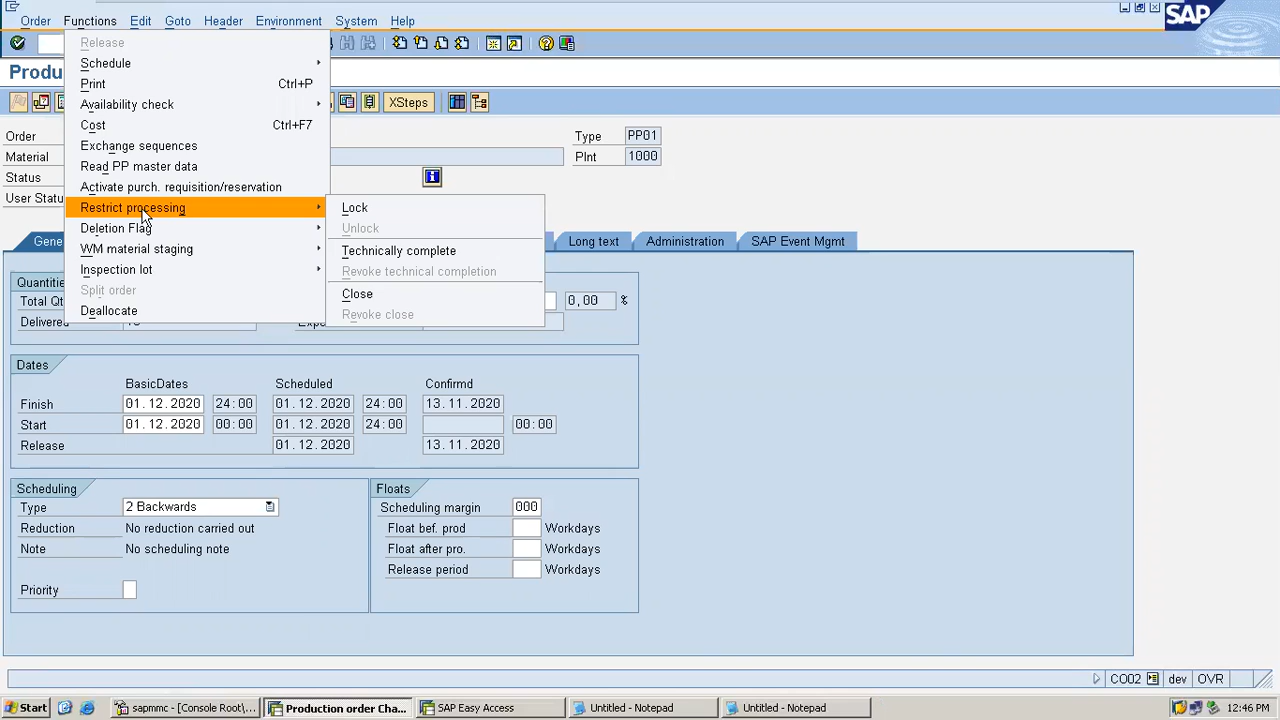 Order Functions Edit Goto Header Environment System Help
SAP
Release
Produ
Schedule
Print Ctrl+P
Availability check
XSteps
Cost Ctrl+F7
Order
Type PP01
Exchange sequences
Material
Plnt 1000
Read PP master data
Status
Activate purch. requisition/reservation
User Statu
Restrict processing
Lock
Deletion Flag
Unlock
Gene
WM material staging
Technically complete
Long text Administration SAP Event Mgmt
Inspection lot
Revoke technical completion
Quantities
Split order
Close
Total Qt
0,00 %
Deallocate
Revoke close
Delivered
Expe
Dates
BasicDates Scheduled Confirmd
Finish 01.12.2020 24:00 01.12.2020 24:00 13.11.2020
Start 01.12.2020 00:00 01.12.2020 24:00 00:00
Release 01.12.2020 13.11.2020
Scheduling
Type 2 Backwards
Reduction No reduction carried out
Note No scheduling note
Priority
Floats
Scheduling margin 000
Float bef. prod Workdays
Float after pro. Workdays
Release period Workdays
CO02 dev OVR
Start sapmmc - [Console Root\... Production order Cha... SAP Easy Access Untitled - Notepad Untitled - Notepad 12:46 PM